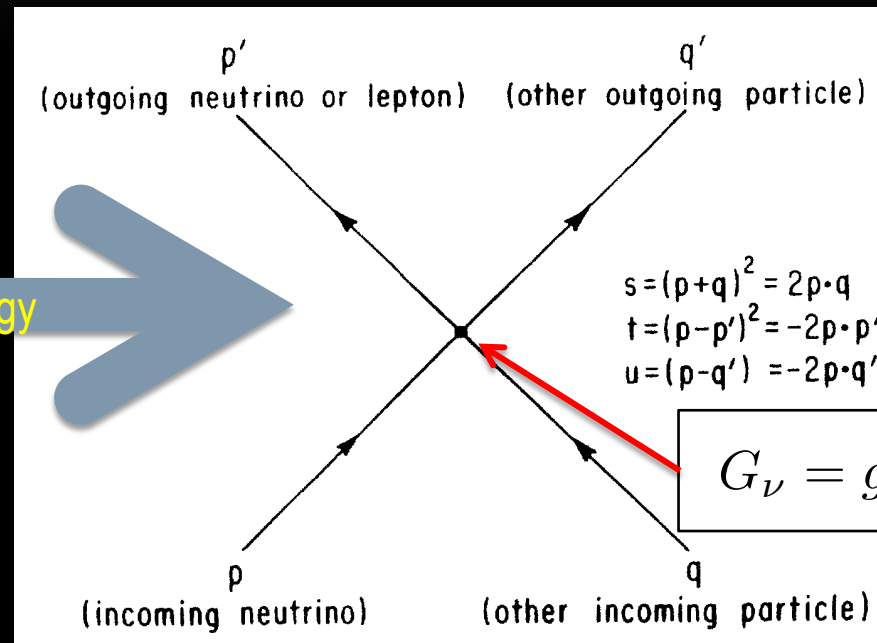 p′
(outgoing neutrino or lepton)
q′
(other outgoing particle)
gy
s=(p+q)² = 2p·q
t=(p-p′)² = -2p·p′
u=(p-q′) = -2p·q′
G_ν = g
p
(incoming neutrino)
q
(other incoming particle)